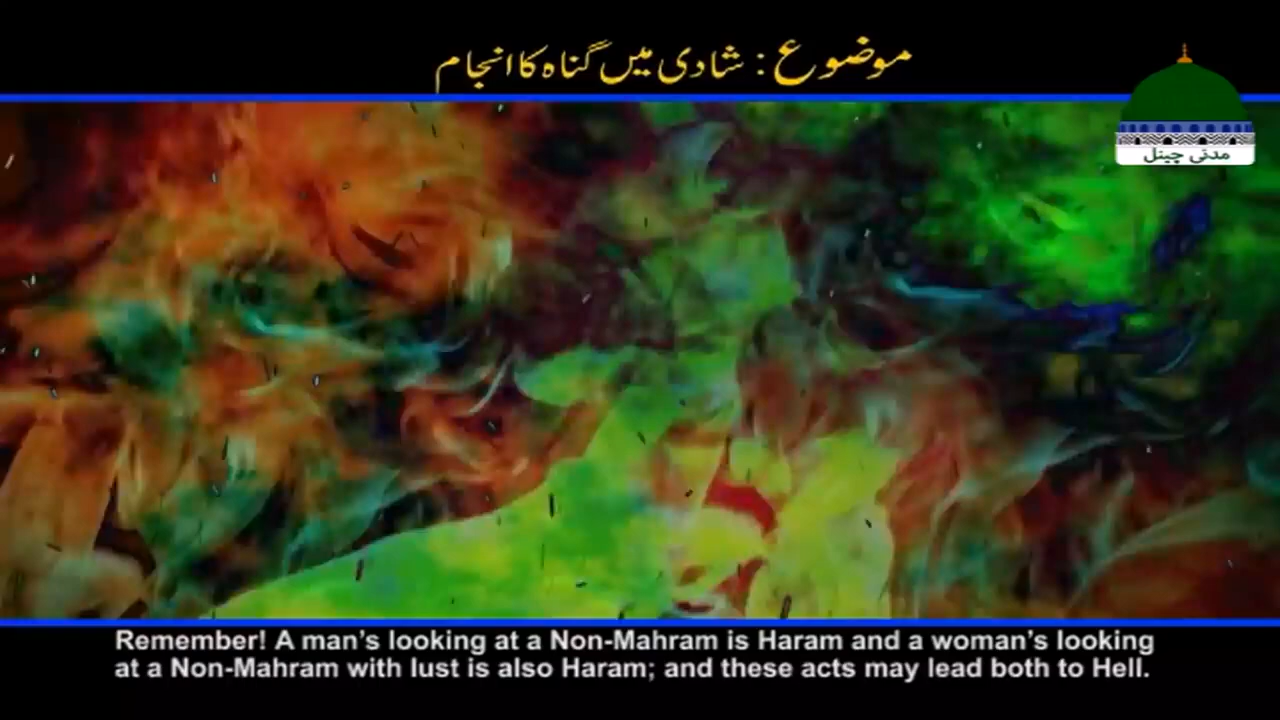 موضوع : شادی میں گناہ کا انجام
مدنی چینل
Remember! A man's looking at a Non-Mahram is Haram and a woman's looking
at a Non-Mahram with lust is also Haram; and these acts may lead both to Hell.